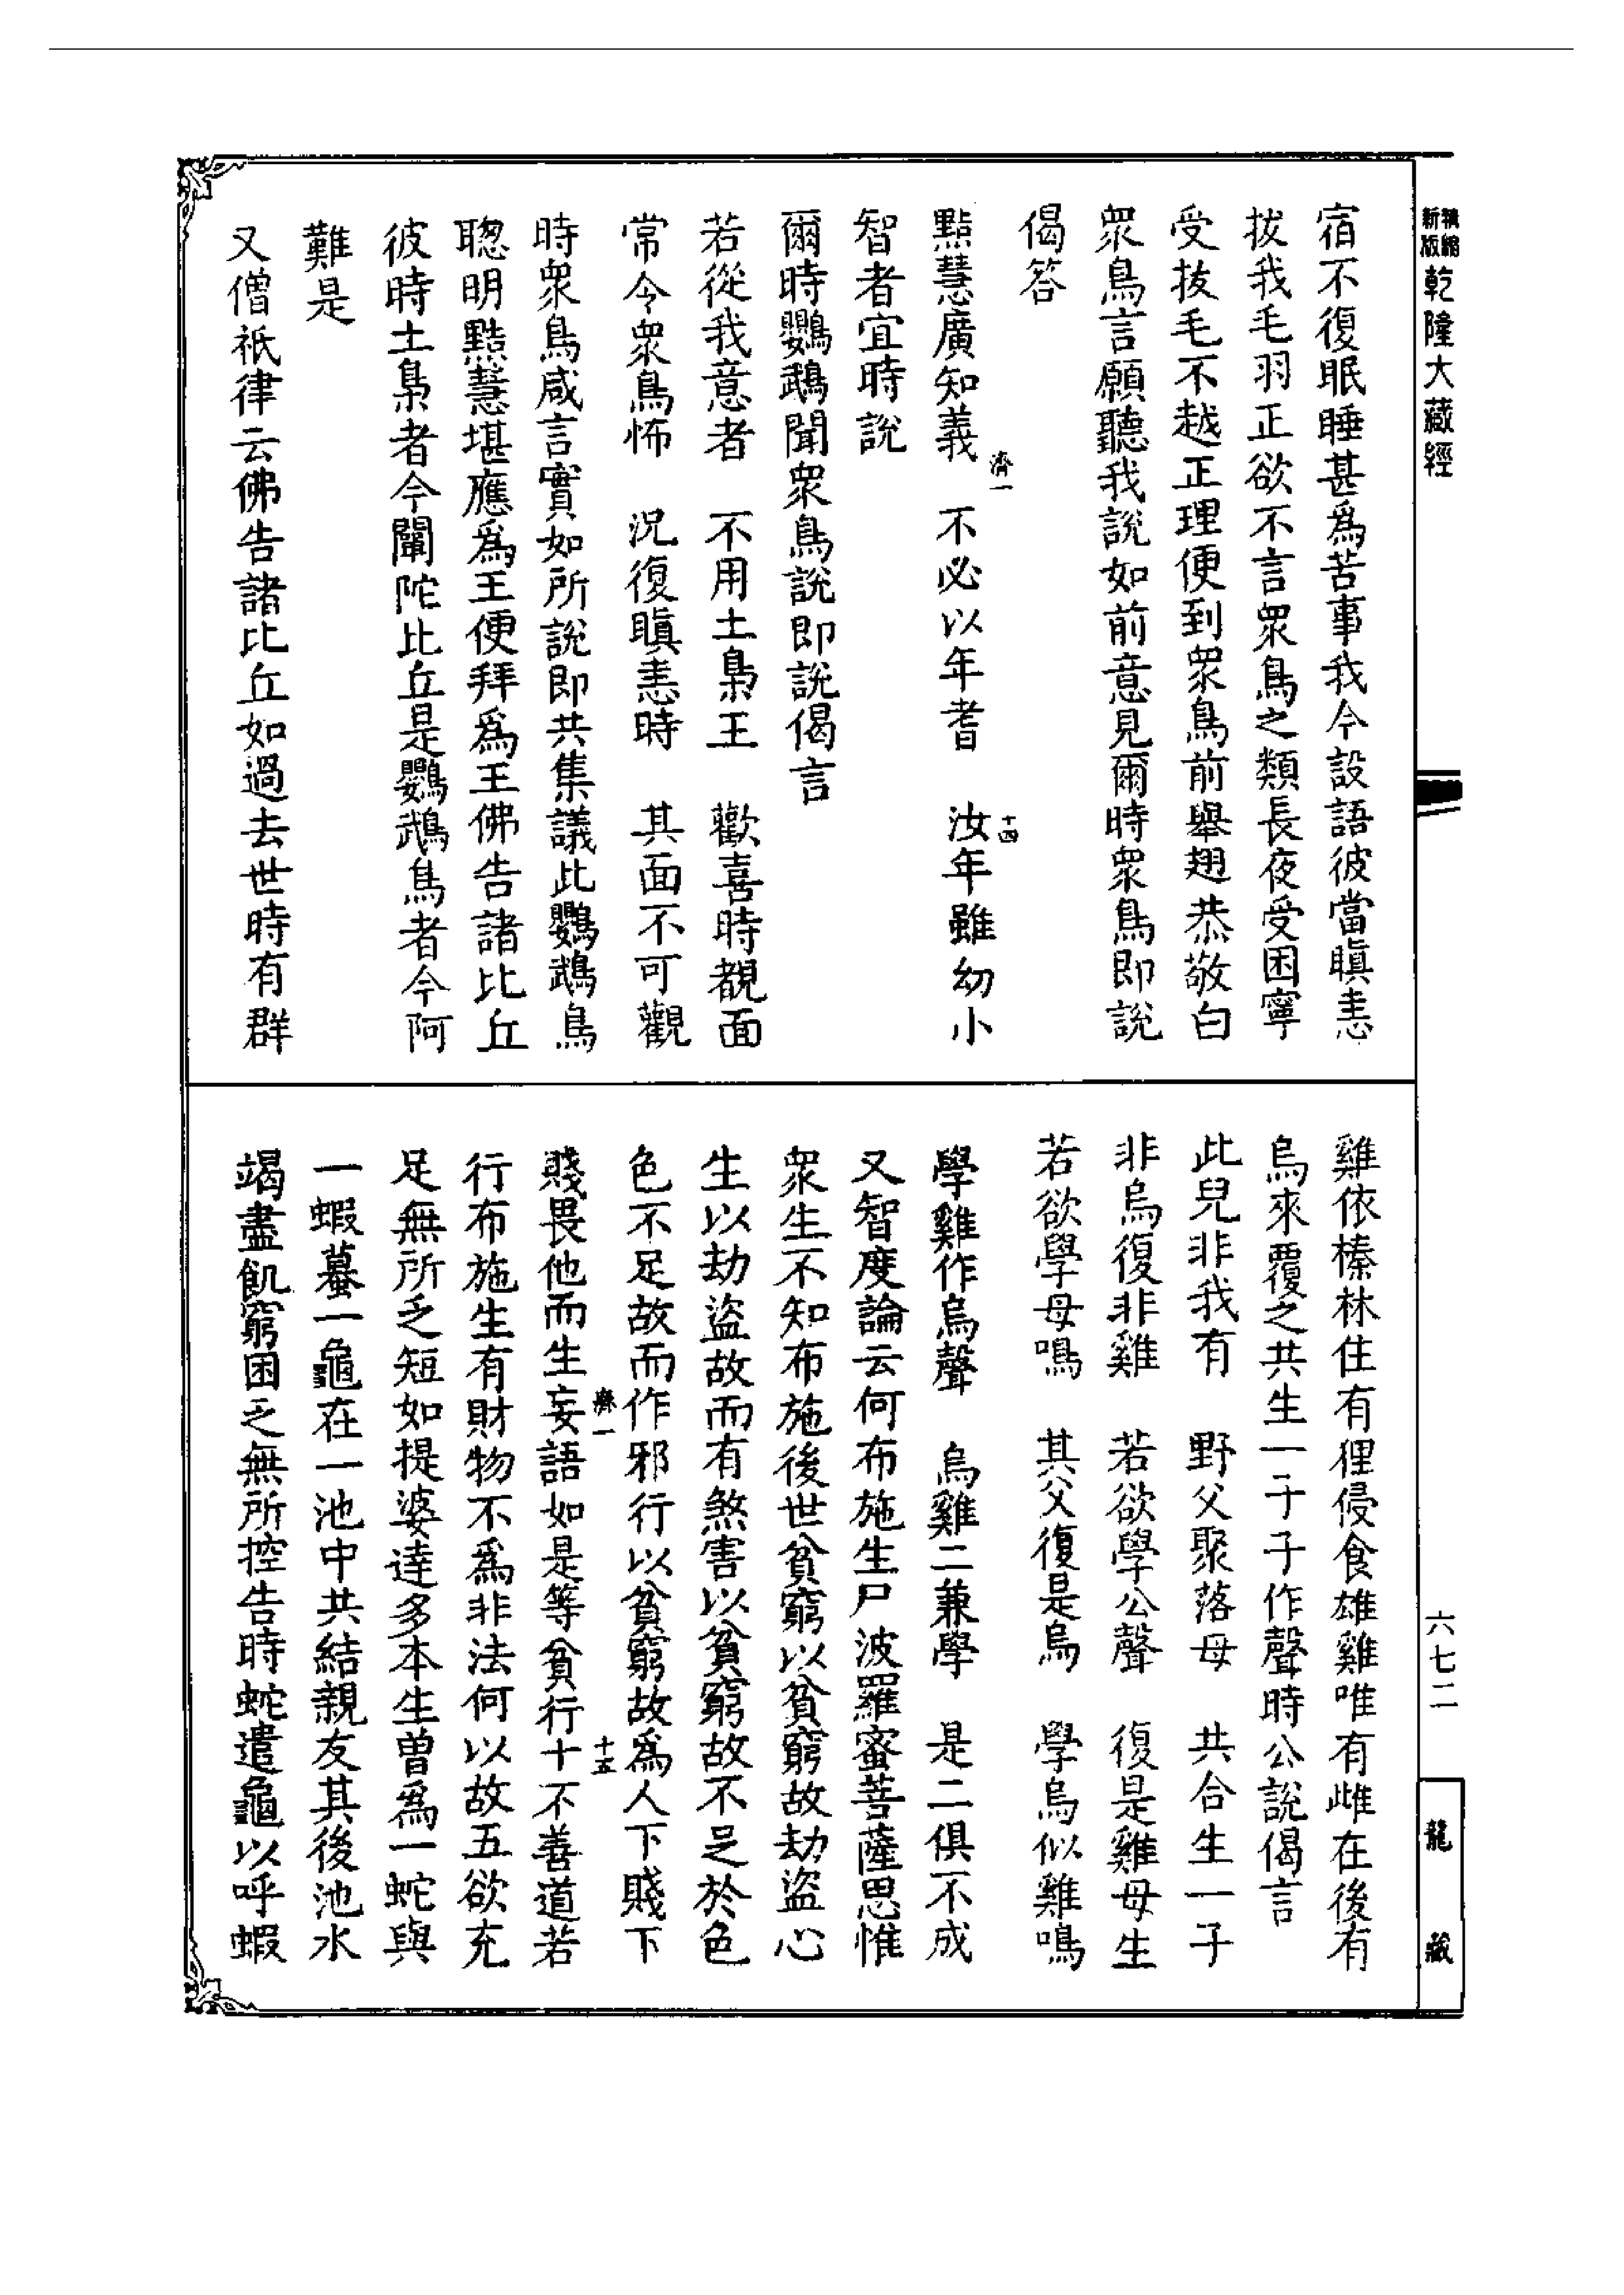 新版精縮乾隆大藏經
宿不復眠睡甚爲苦事我今設語彼當瞋恚
拔我毛羽正欲不言衆鳥之類長夜受困寧
受拔毛不越正理便到衆鳥前舉翅恭敬白
衆鳥言願聽我說如前意見爾時衆鳥即說
偈答
濟一
十四
黠慧廣知義　不必以年耆　汝年雖幼小
智者宜時說
爾時鸚鵡聞衆鳥說即說偈言
若從我意者　不用土梟王　歡喜時覩面
常令衆鳥怖　況復瞋恚時　其面不可觀
時衆鳥咸言實如所說即共集議此鸚鵡鳥
聰明黠慧堪應爲王便拜爲王佛告諸比丘
彼時土梟者今闡陀比丘是鸚鵡鳥者今阿
難是
又僧祇律云佛告諸比丘如過去世時有群
雞依榛林住有狸侵食雄雞唯有雌在後有
烏來覆之共生一子子作聲時公說偈言
此兒非我有　野父聚落母　共合生一子
非烏復非雞　若欲學公聲　復是雞母生
若欲學母鳴　其父復是烏　學烏似雞鳴
學雞作烏聲　烏雞二兼學　是二俱不成
又智度論云何布施生尸波羅蜜菩薩思惟
衆生不知布施後世貧窮以貧窮故劫盜心
生以劫盜故而有煞害以貧窮故不足於色
色不足故而作邪行以貧窮故爲人下賤下
濟一
十五
賤畏他而生妄語如是等貧行十不善道若
行布施生有財物不爲非法何以故五欲充
足無所乏短如提婆達多本生曽爲一蛇與
一蝦蟇一龜在一池中共結親友其後池水
竭盡飢窮困乏無所控告時蛇遣龜以呼蝦
六七二
龍藏